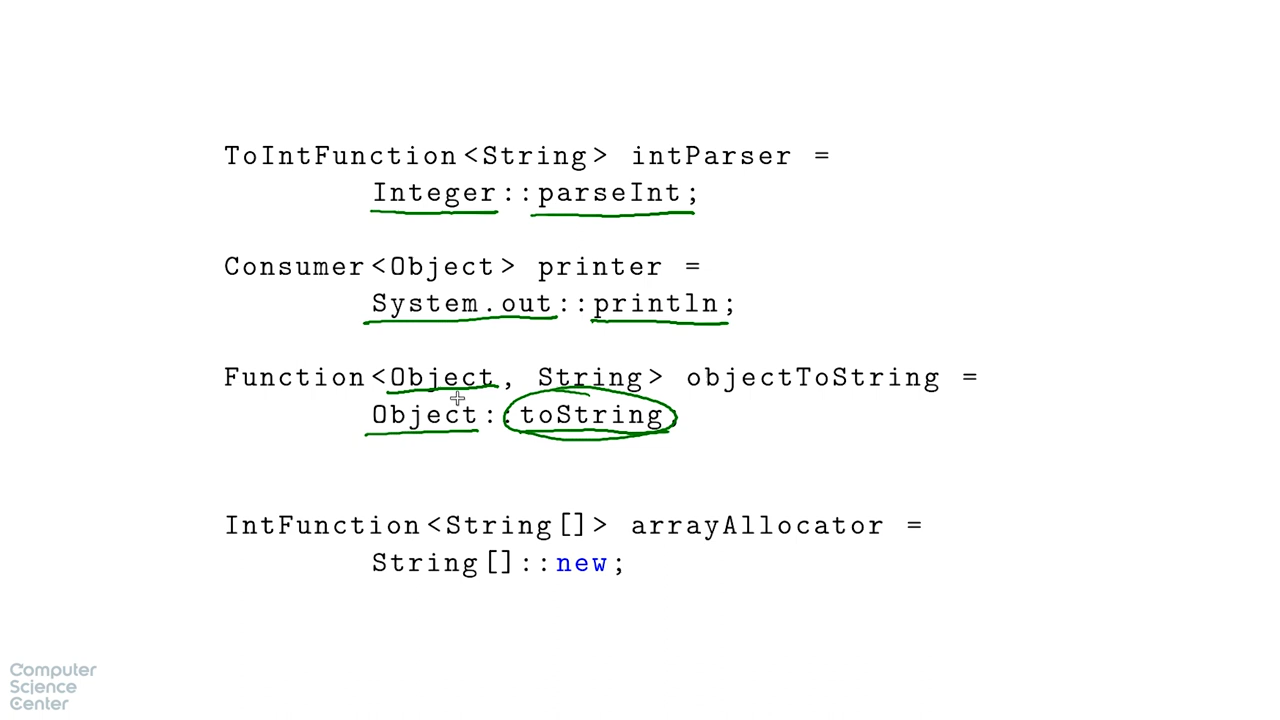 ToIntFunction<String> intParser =
Integer::parseInt;
Consumer<Object> printer =
System.out::println;
Function<Object, String> objectToString =
Object::toString
IntFunction<String[]> arrayAllocator =
String[]::new;
Computer
Science
Center